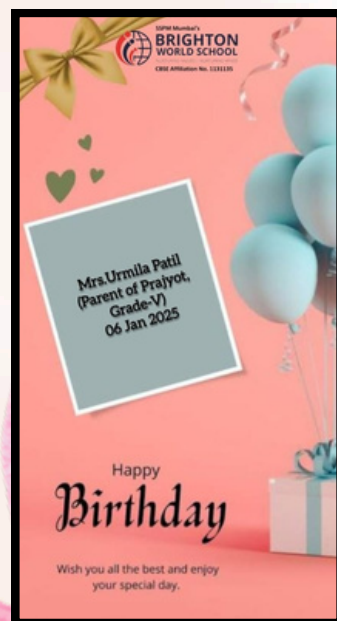 SSPM Mumbai's
BRIGHTON
WORLD SCHOOL
CBSE Affiliation No. 1131135
Mrs.Urmila Patil
(Parent of Prajyot,
Grade-V)
06 Jan 2025
Happy
Birthday
Wish you all the best and enjoy
your special day.